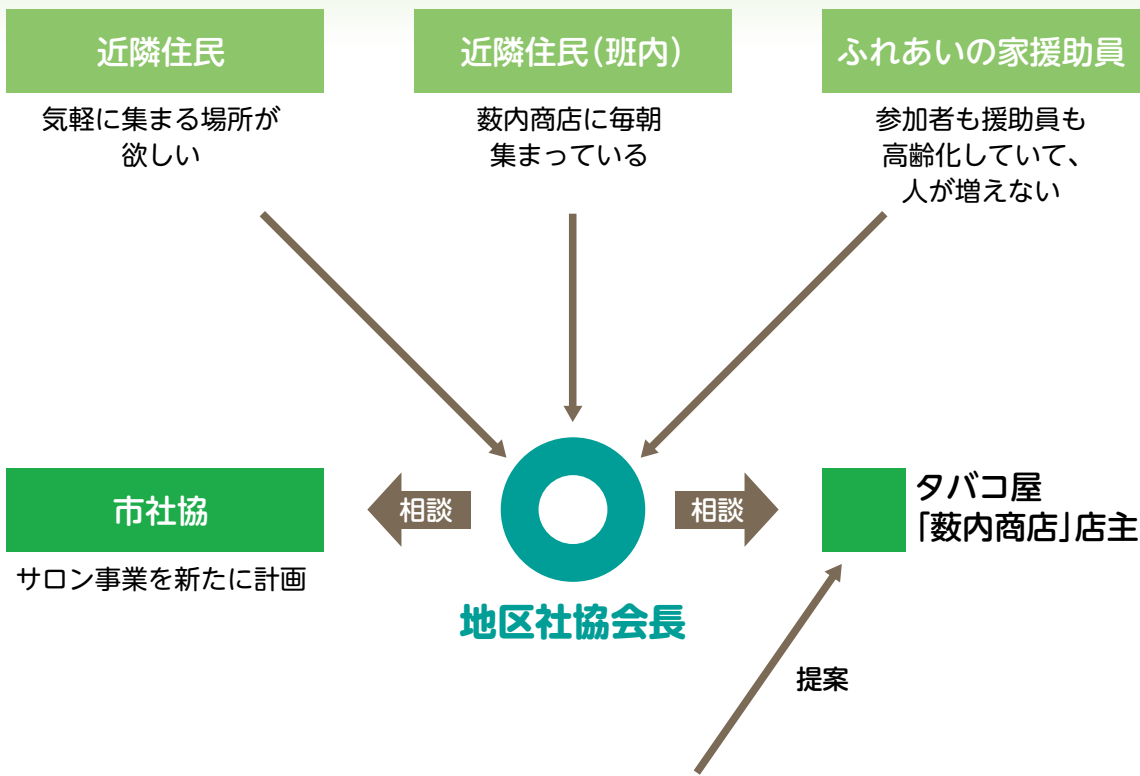 近隣住民
近隣住民(班内)
ふれあいの家援助員
気軽に集まる場所が
欲しい
薮内商店に毎朝
集まっている
参加者も援助員も
高齢化していて、
人が増えない
市社協
相談
相談
タバコ屋
「薮内商店」店主
サロン事業を新たに計画
地区社協会長
提案